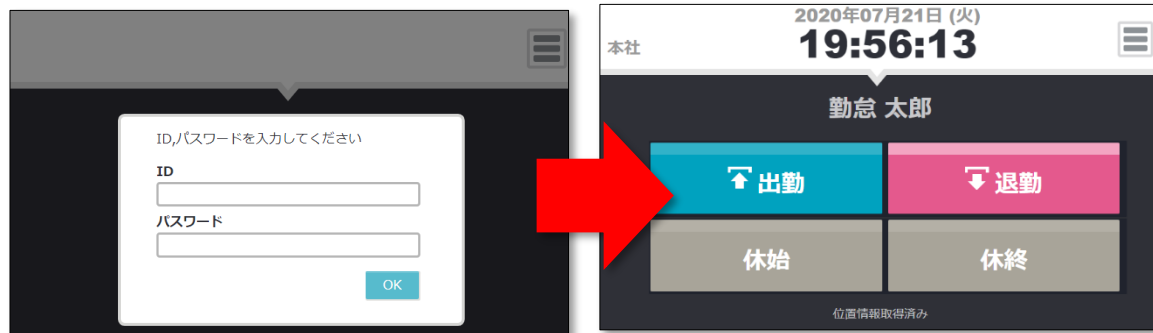 ID,パスワードを入力してください
ID
パスワード
OK
2020年07月21日 (火)
本社
19:56:13
勤怠 太郎
出勤
退勤
休始
休終
位置情報取得済み